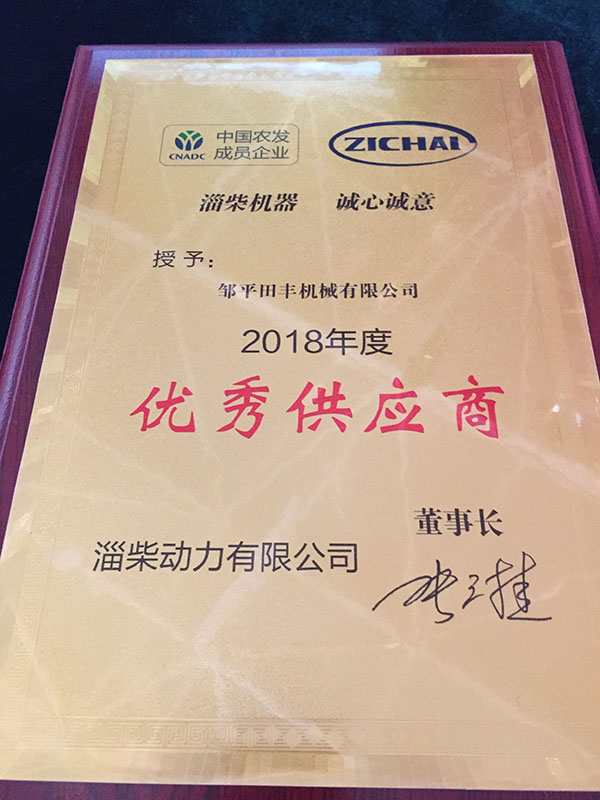 CNADC
中国农发
成员企业
ZICHAI
淄柴机器 诚心诚意
授予:
邹平田丰机械有限公司
2018年度
优秀供应商
董事长
淄柴动力有限公司